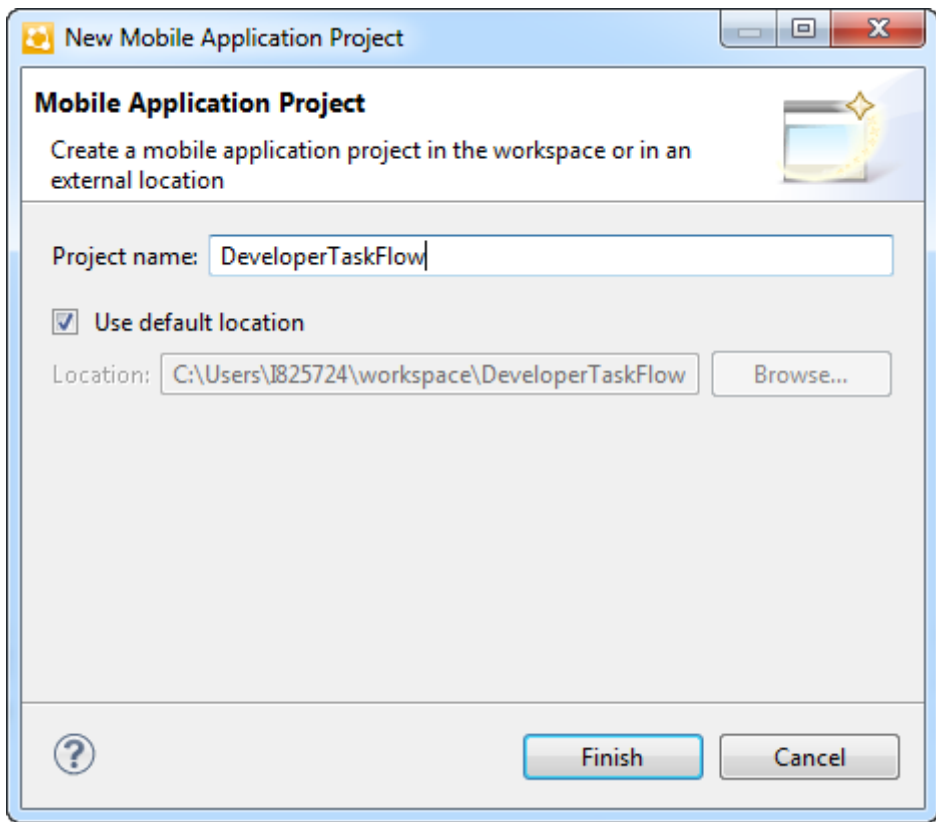 New Mobile Application Project
Mobile Application Project
Create a mobile application project in the workspace or in an
external location
Project name: DeveloperTaskFlow
Use default location
Location: C:\Users\I825724\workspace\DeveloperTaskFlow Browse...
Finish Cancel